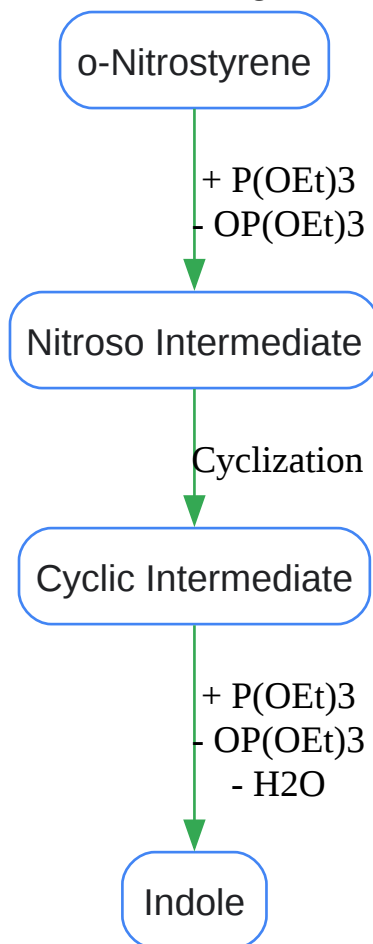 o-Nitrostyrene
+ P(OEt)3
- OP(OEt)3
Nitroso Intermediate
Cyclization
Cyclic Intermediate
+ P(OEt)3
- OP(OEt)3
- H2O
Indole